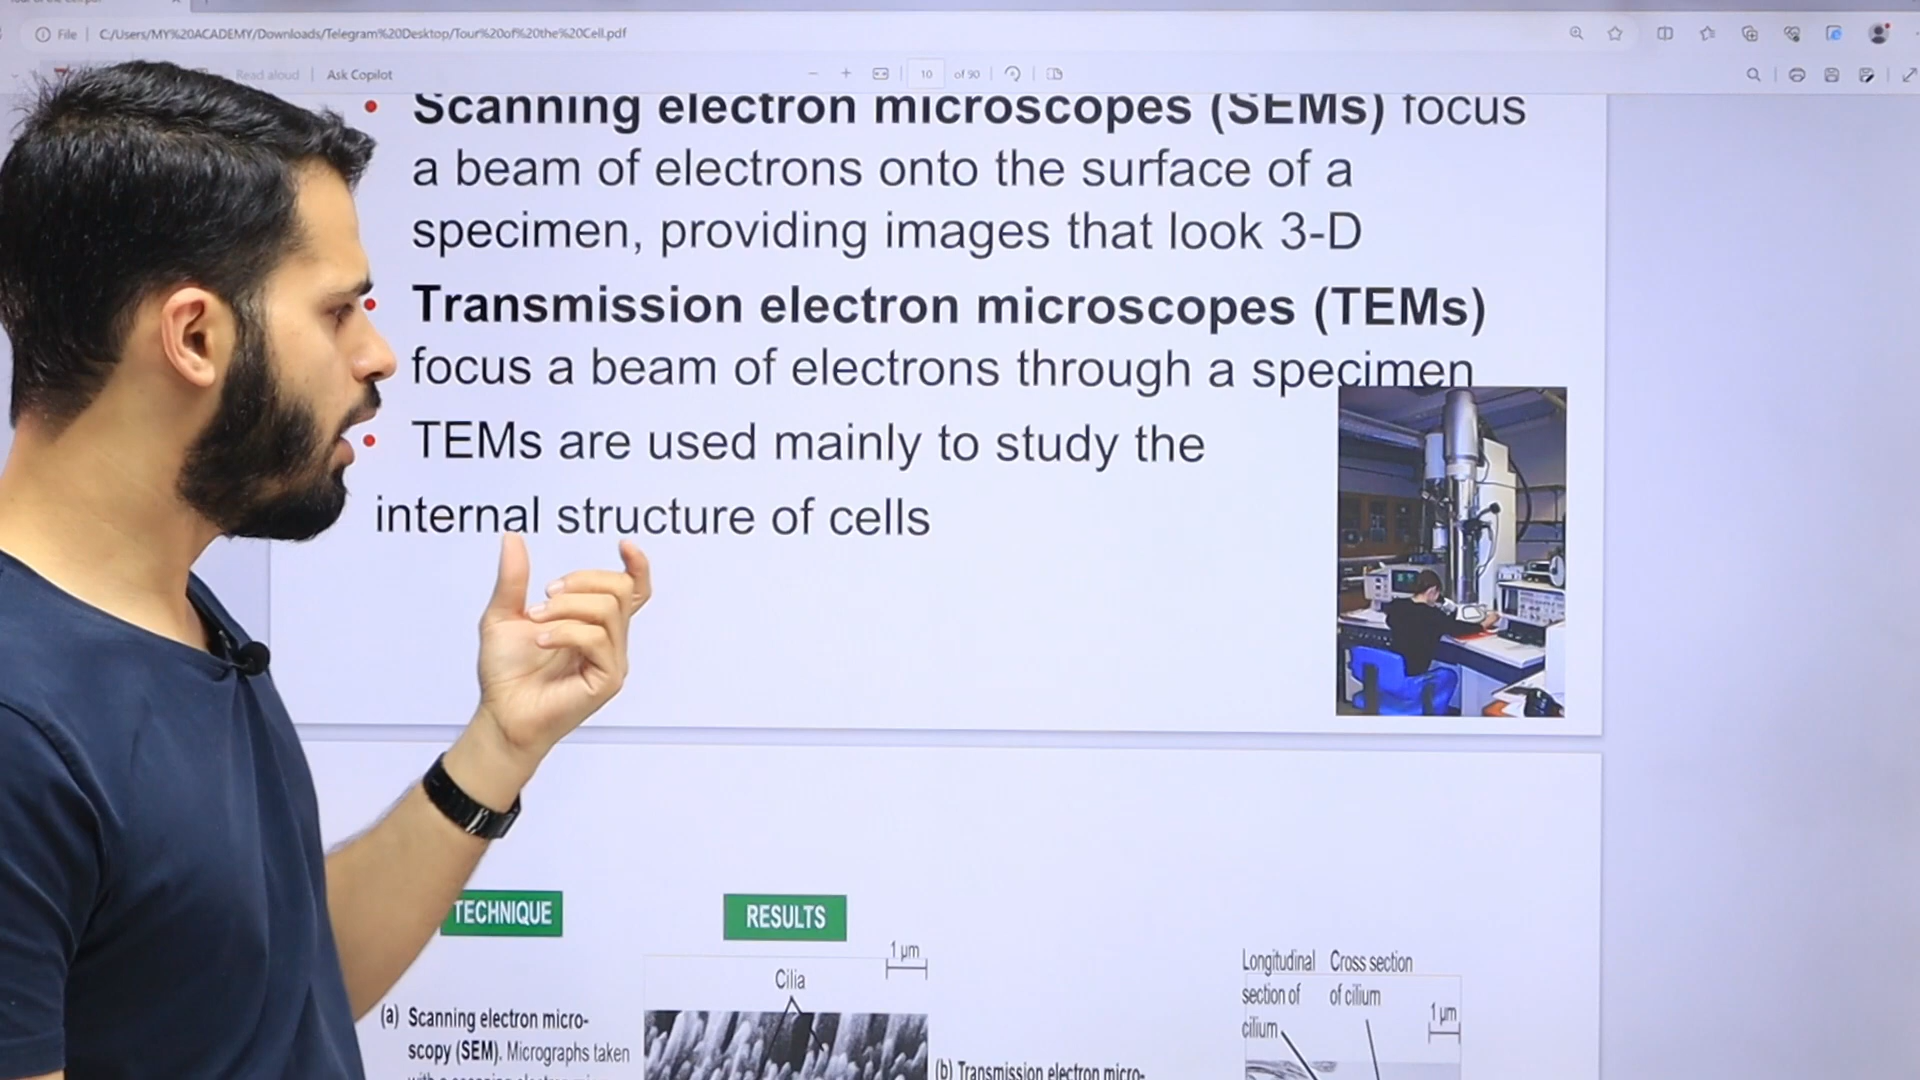 File | C:/Users/MY%20ACADEMY/Downloads/Telegram%20Desktop/Tour%20of%20the%20Cell.pdf
Read aloud | Ask Copilot
10 of 90
• Scanning electron microscopes (SEMs) focus
a beam of electrons onto the surface of a
specimen, providing images that look 3-D
• Transmission electron microscopes (TEMs)
focus a beam of electrons through a specimen
• TEMs are used mainly to study the
internal structure of cells
TECHNIQUE
RESULTS
1 µm
Cilia
(a) Scanning electron micro-
scopy (SEM). Micrographs taken
Longitudinal
section of
cilium
Cross section
of cilium
1 µm
(b) Transmission electron micro-